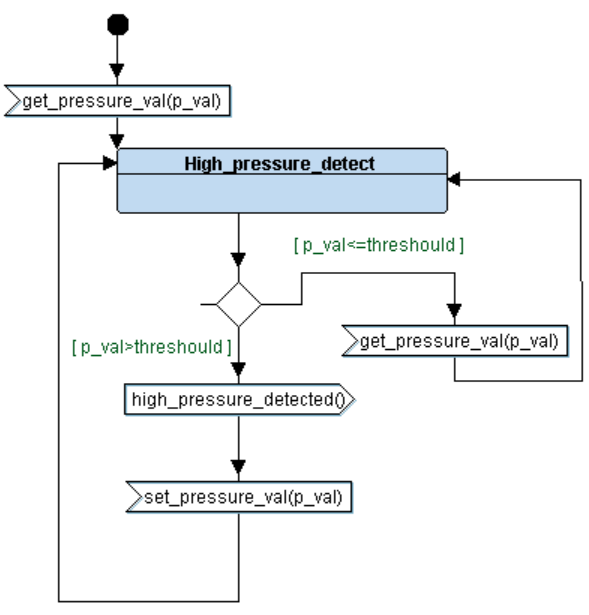 get_pressure_val(p_val)
High_pressure_detect
[ p_val<=threshould ]
[ p_val>threshould ]
get_pressure_val(p_val)
high_pressure_detected()
set_pressure_val(p_val)